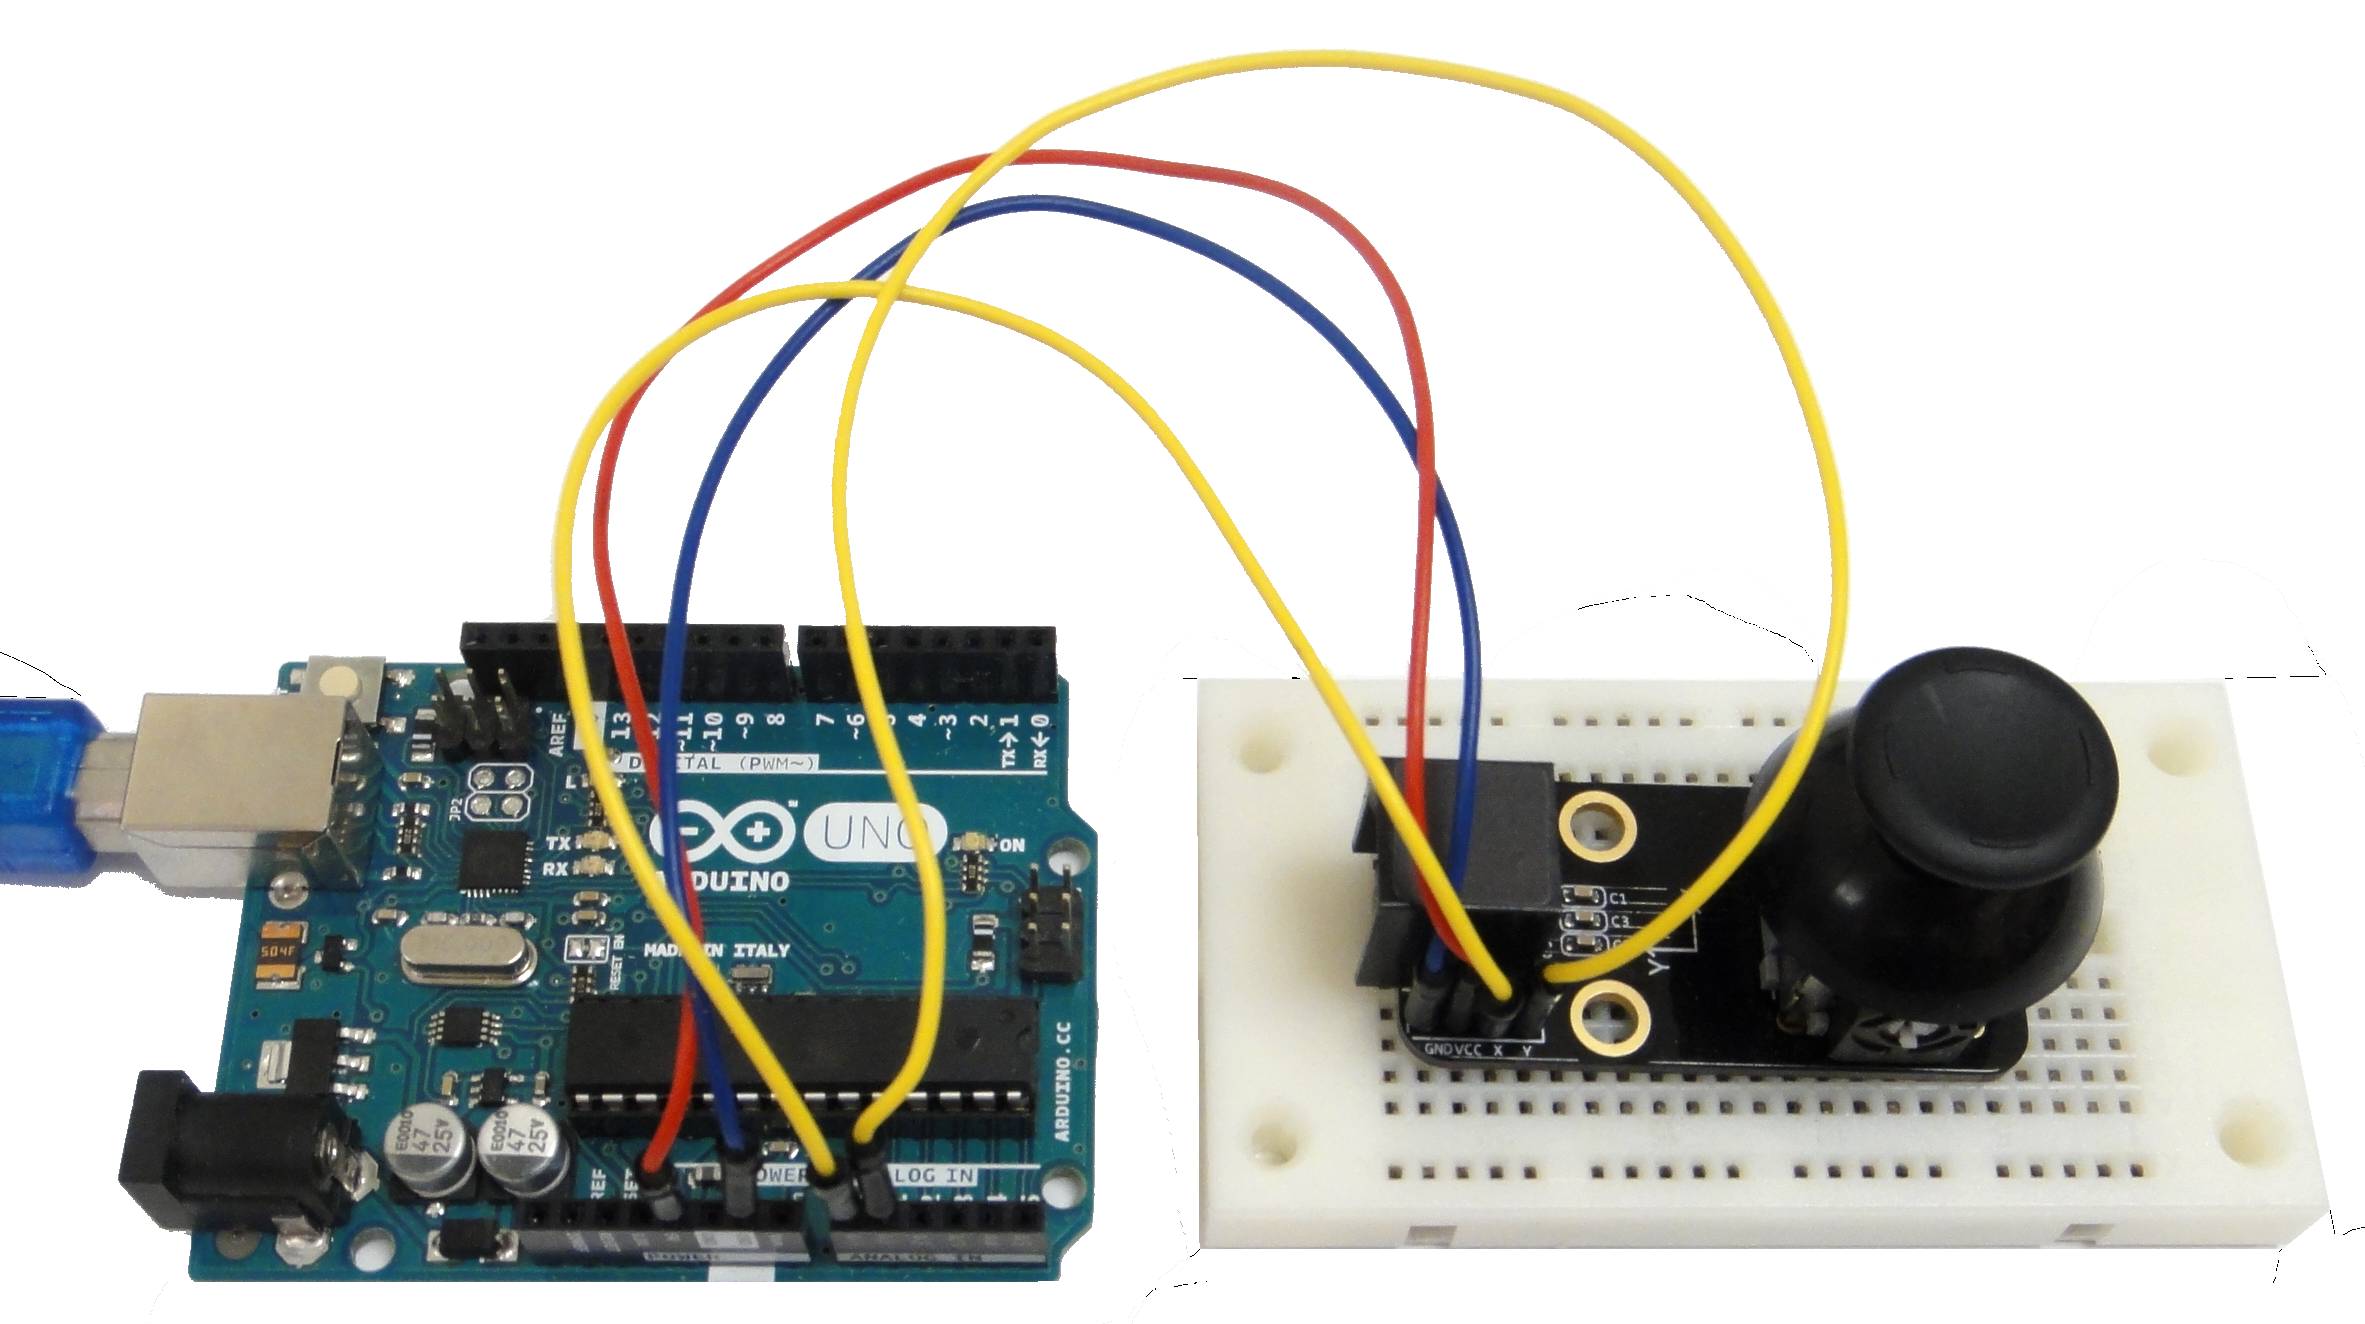 AREF
13
12
~11
~10
~9
8
7
~6
5
4
~3
2
TX→1
RX←0
(PWM~)
JP2
TX
RX
UNO
ON
MADE IN ITALY
RESET EN
504F
E0010
47
25V
E0010
47
25V
ARDUINO.CC
LOG IN
POWER
ANALOG IN
C1
C3
Y
GND VCC X Y